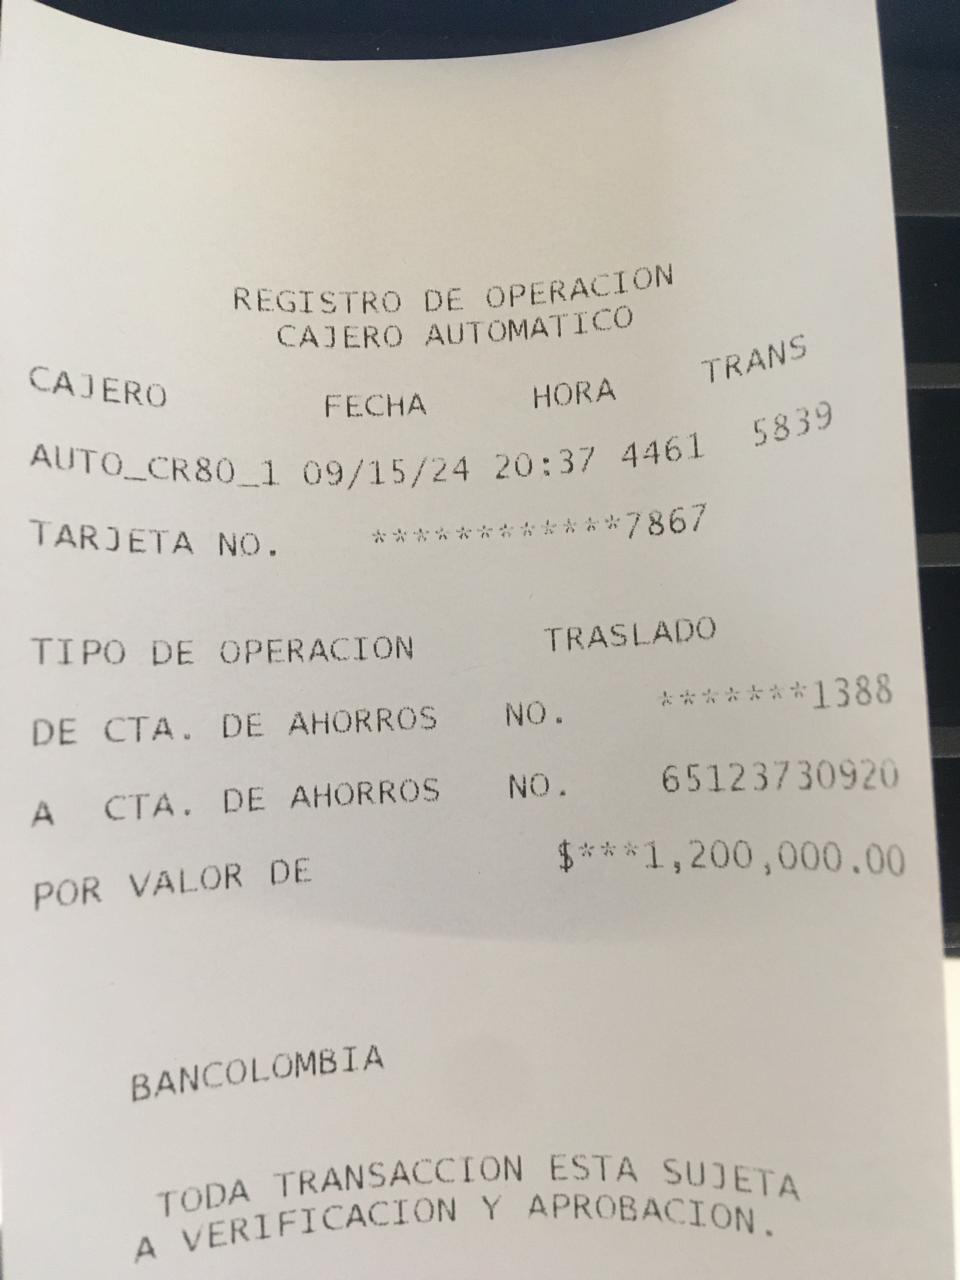 REGISTRO DE OPERACION
CAJERO AUTOMATICO
CAJERO FECHA HORA TRANS
AUTO_CR80_1 09/15/24 20:37 4461 5839
TARJETA NO. ************7867
TIPO DE OPERACION TRASLADO
DE CTA. DE AHORROS NO. *******1388
A CTA. DE AHORROS NO. 65123730920
POR VALOR DE $***1,200,000.00
BANCOLOMBIA
TODA TRANSACCION ESTA SUJETA
A VERIFICACION Y APROBACION.